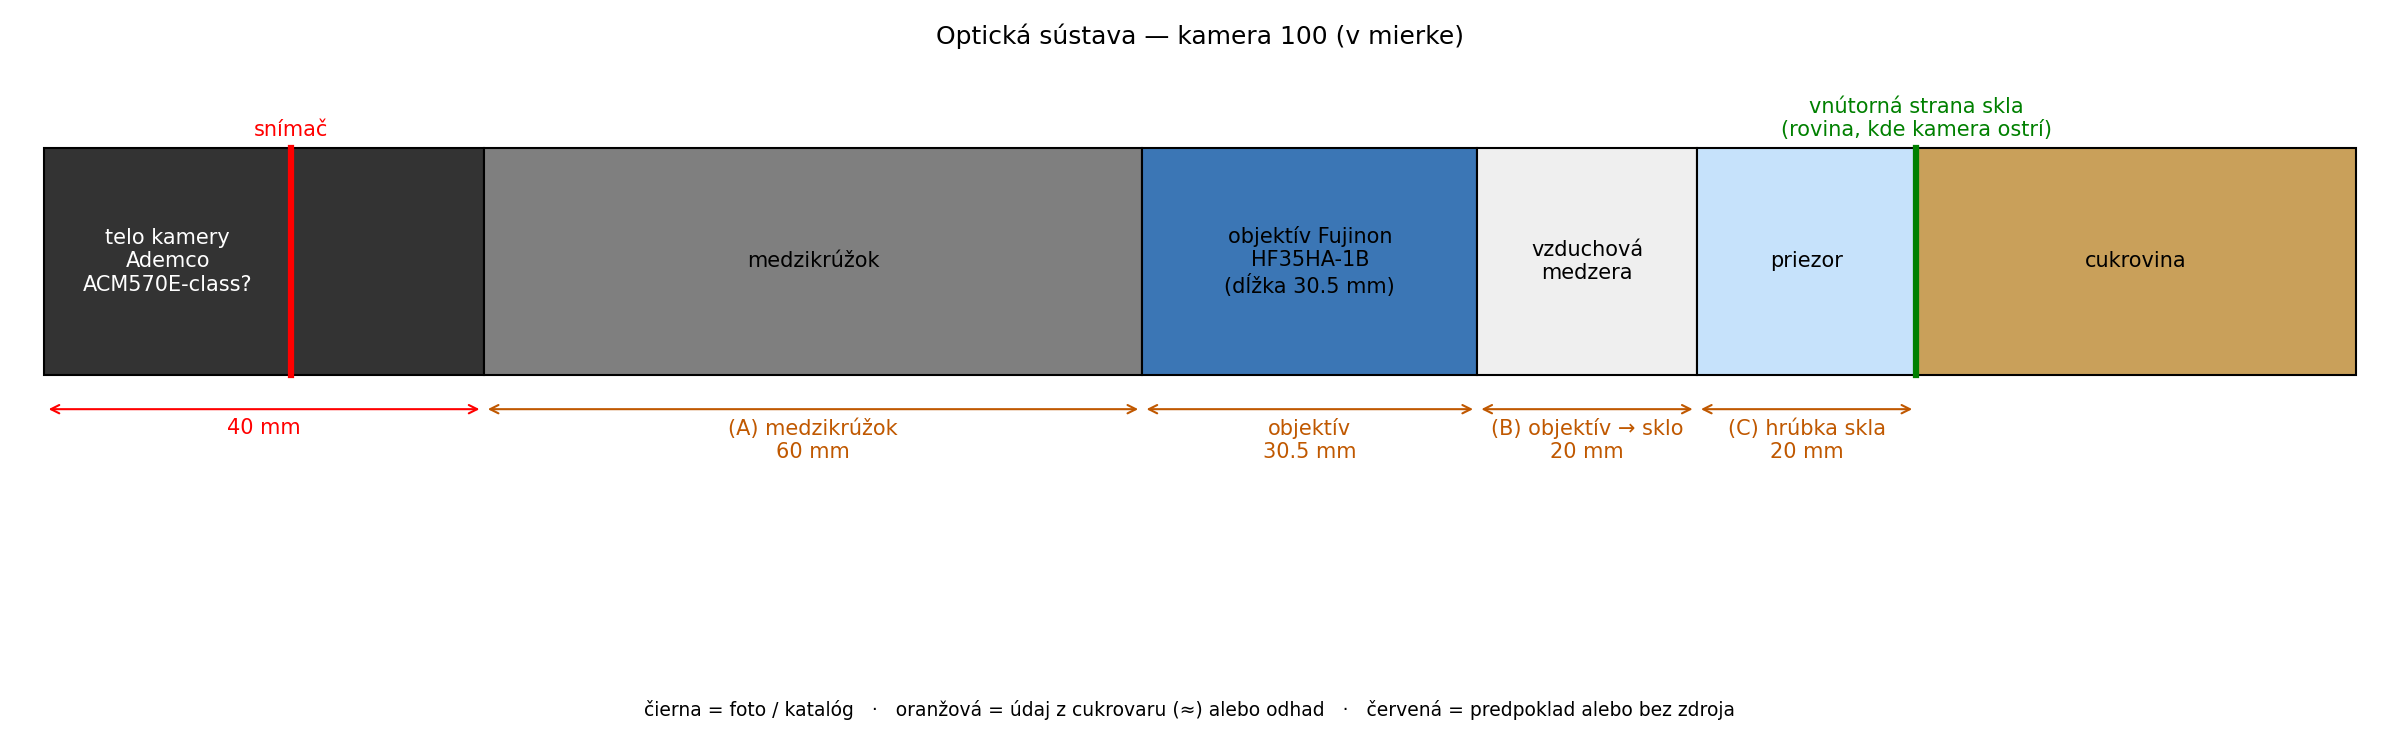 Optická sústava — kamera 100 (v mierke)
snímač
vnútorná strana skla
(rovina, kde kamera ostrí)
telo kamery
Ademco
ACM570E-class?
medzikrúžok
objektív Fujinon
HF35HA-1B
(dĺžka 30.5 mm)
vzduchová
medzera
priezor
cukrovina
40 mm
(A) medzikrúžok
60 mm
objektív
30.5 mm
(B) objektív → sklo
20 mm
(C) hrúbka skla
20 mm
čierna = foto / katalóg · oranžová = údaj z cukrovaru (≈) alebo odhad · červená = predpoklad alebo bez zdroja